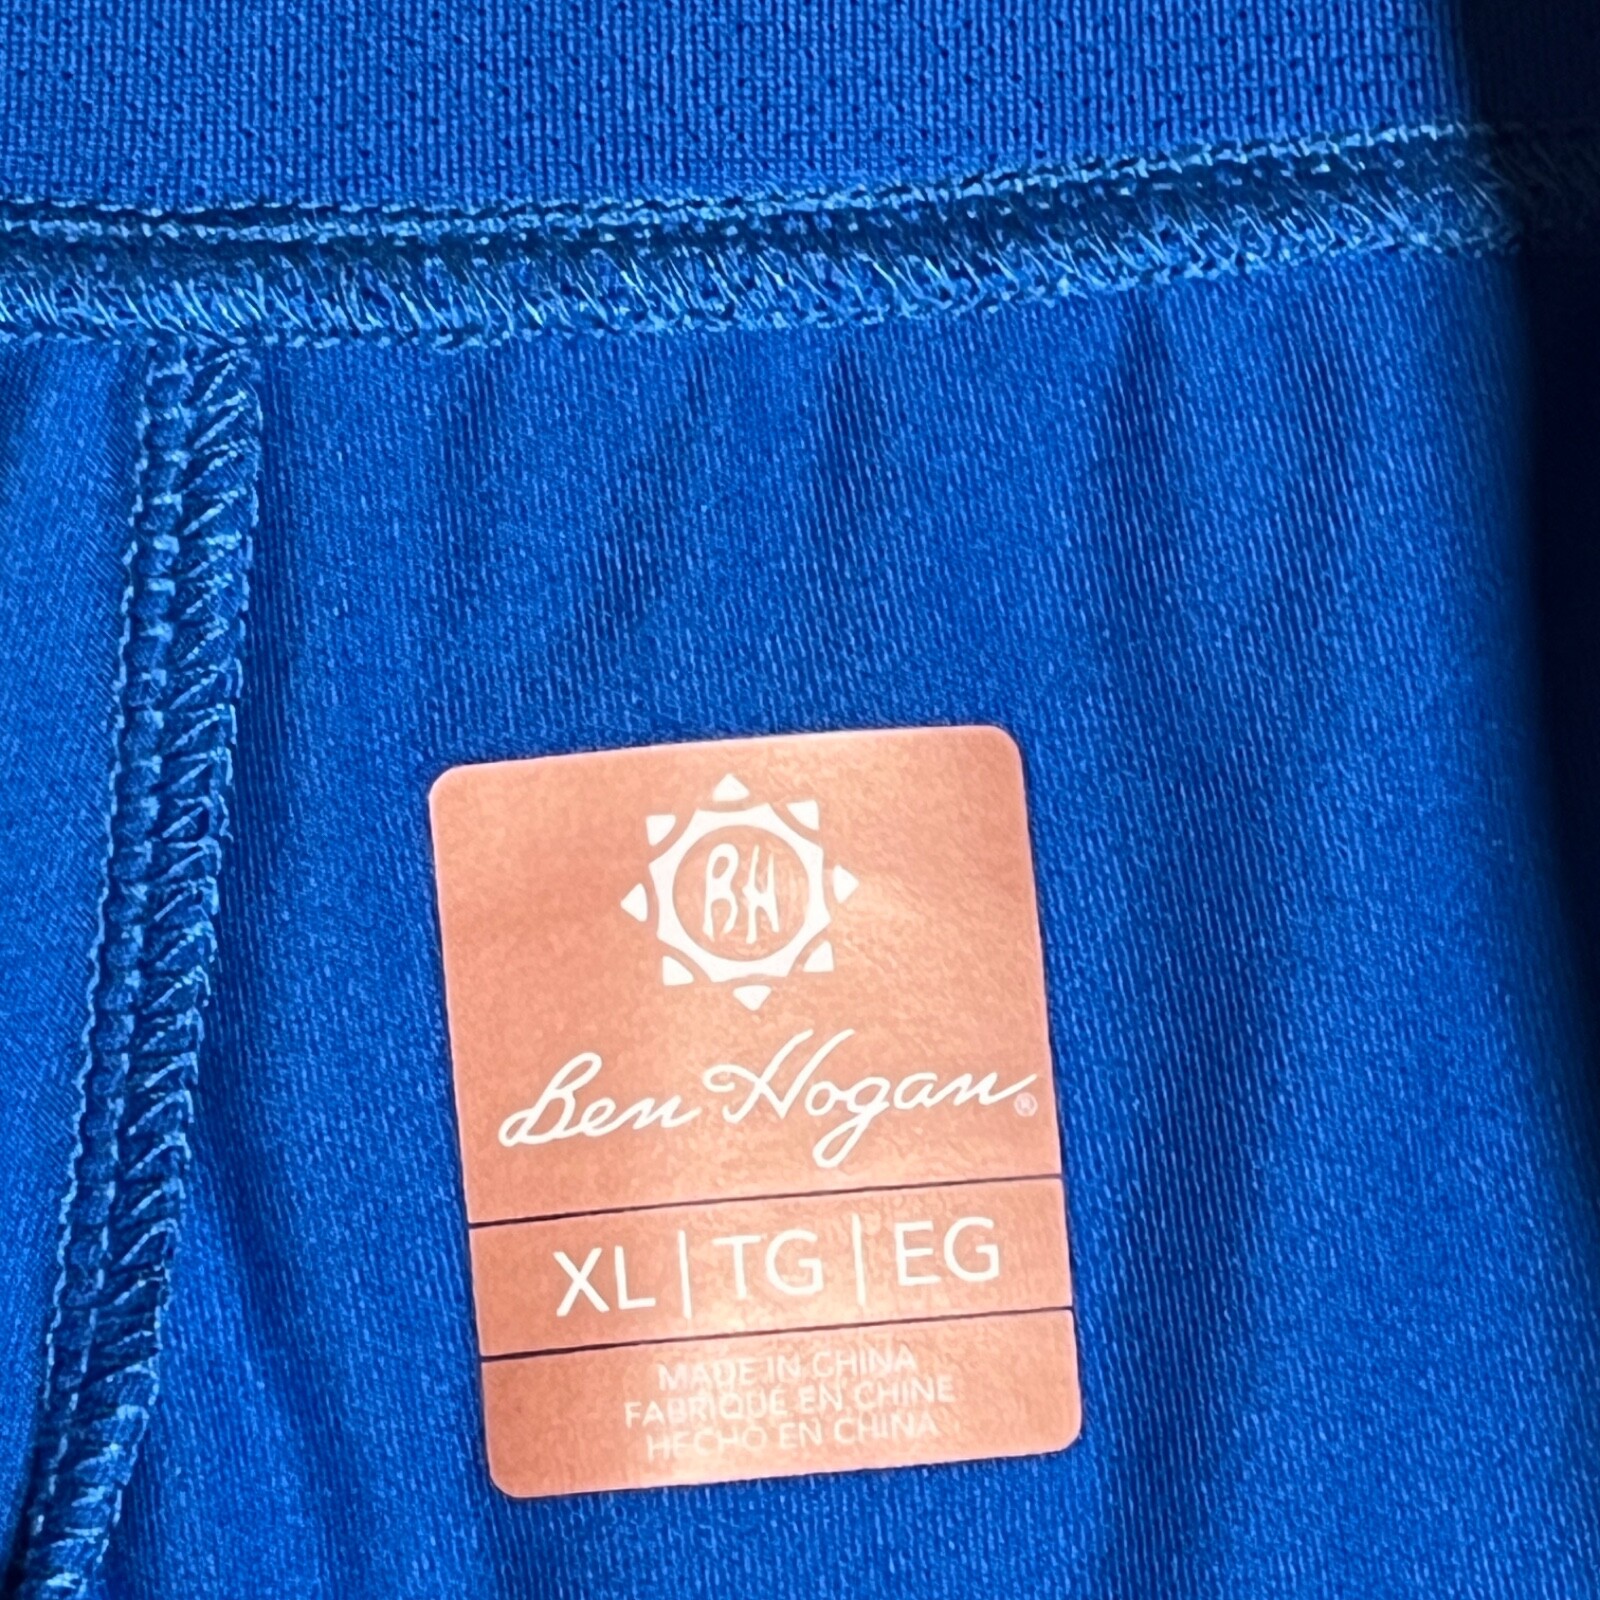 BH
Ben Hogan®
XL | TG | EG
MADE IN CHINA
FABRIQUÉ EN CHINE
HECHO EN CHINA